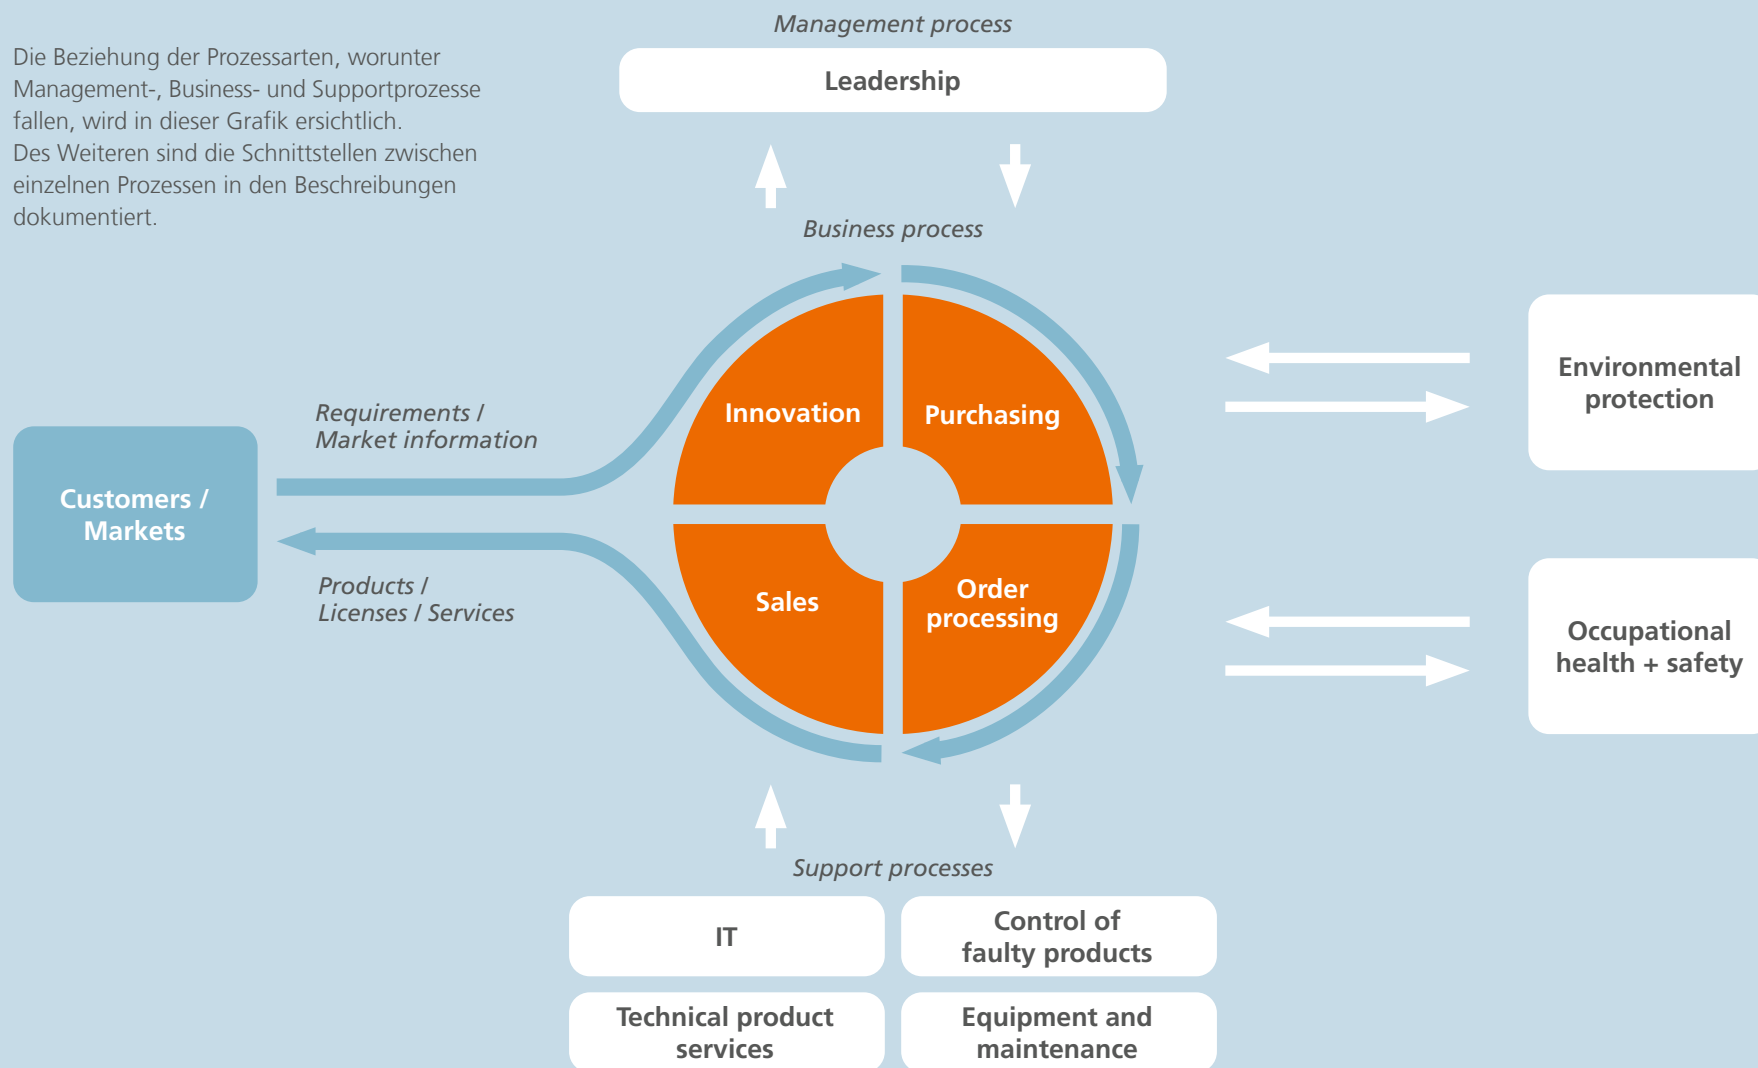 Management process
Leadership
Die Beziehung der Prozessarten, worunter
Management-, Business- und Supportprozesse
fallen, wird in dieser Grafik ersichtlich.
Des Weiteren sind die Schnittstellen zwischen
einzelnen Prozessen in den Beschreibungen
dokumentiert.
Business process
Requirements /
Market information
Customers /
Markets
Products /
Licenses / Services
Innovation
Purchasing
Sales
Order
processing
Environmental
protection
Occupational
health + safety
Support processes
IT
Control of
faulty products
Technical product
services
Equipment and
maintenance